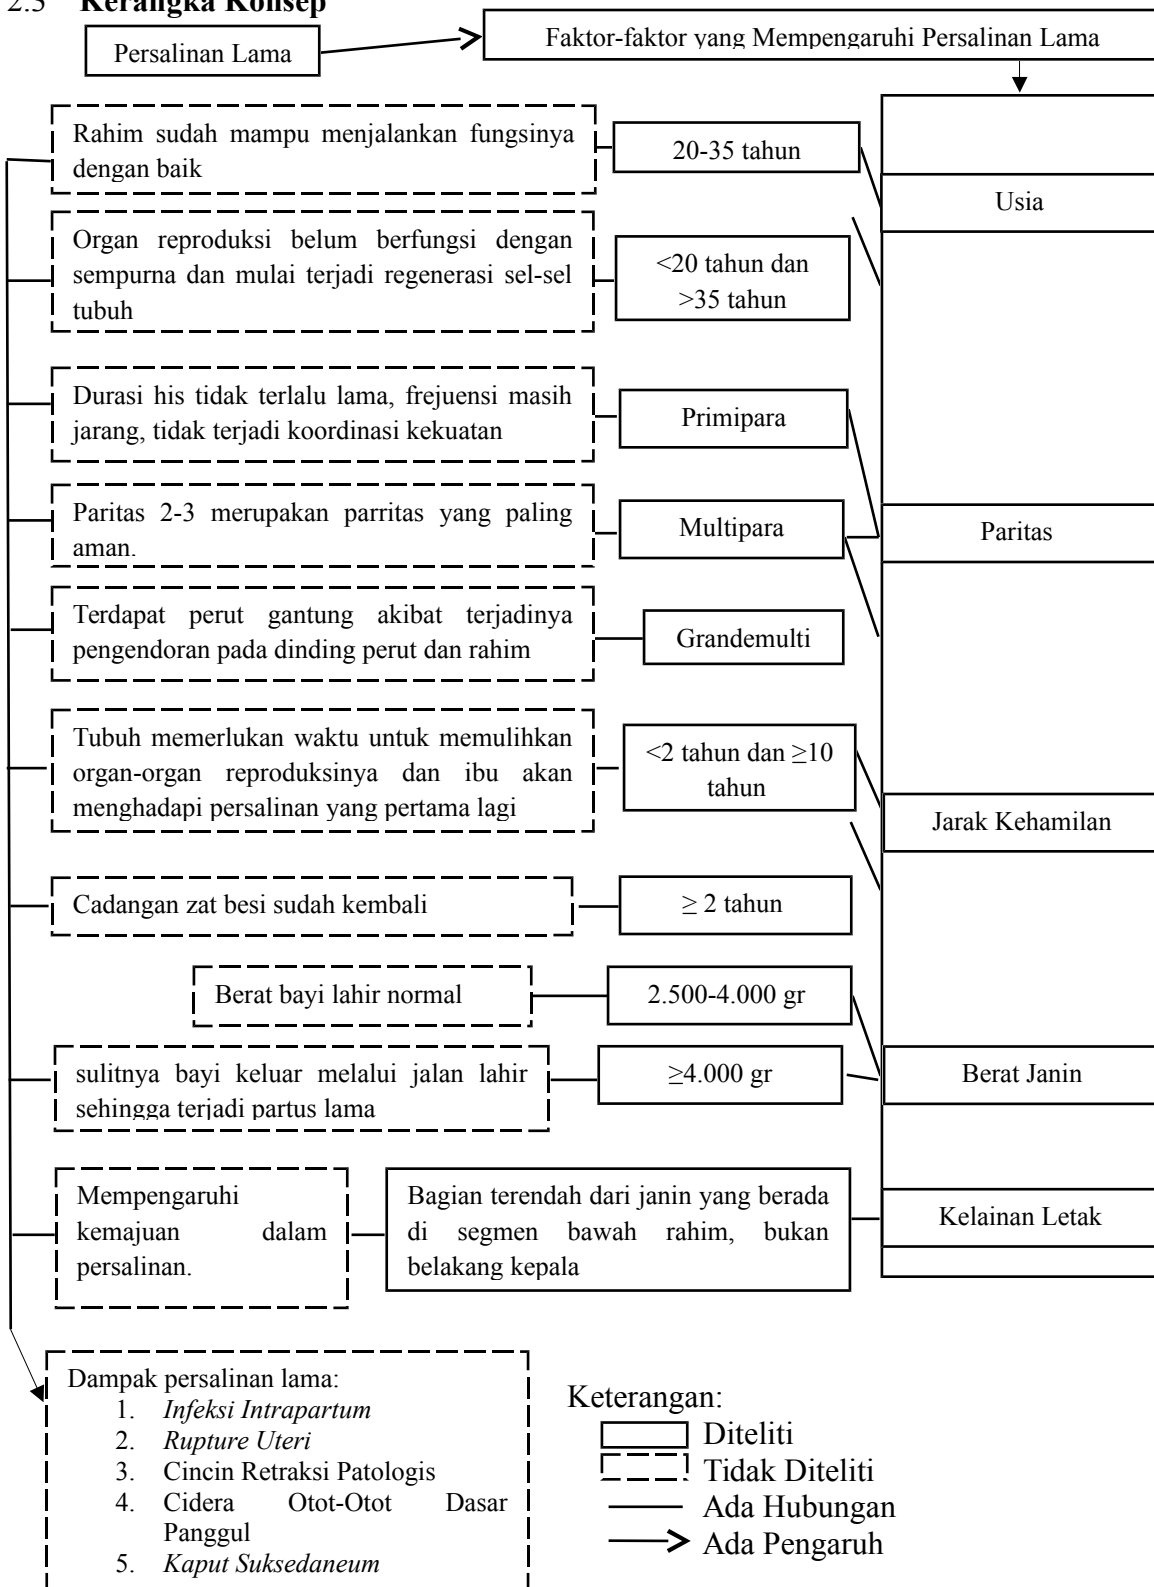 2.3 Kerangka Konsep
Persalinan Lama
Faktor-faktor yang Mempengaruhi Persalinan Lama
Rahim sudah mampu menjalankan fungsinya
dengan baik
20-35 tahun
Usia
Organ reproduksi belum berfungsi dengan
sempurna dan mulai terjadi regenerasi sel-sel
tubuh
<20 tahun dan
>35 tahun
Durasi his tidak terlalu lama, frejuensi masih
jarang, tidak terjadi koordinasi kekuatan
Primipara
Paritas 2-3 merupakan parritas yang paling
aman.
Multipara
Paritas
Terdapat perut gantung akibat terjadinya
pengendoran pada dinding perut dan rahim
Grandemulti
Tubuh memerlukan waktu untuk memulihkan
organ-organ reproduksinya dan ibu akan
menghadapi persalinan yang pertama lagi
<2 tahun dan ≥10
tahun
Jarak Kehamilan
Cadangan zat besi sudah kembali
≥ 2 tahun
Berat bayi lahir normal
2.500-4.000 gr
sulitnya bayi keluar melalui jalan lahir
sehingga terjadi partus lama
≥4.000 gr
Berat Janin
Mempengaruhi
kemajuan dalam
persalinan.
Bagian terendah dari janin yang berada
di segmen bawah rahim, bukan
belakang kepala
Kelainan Letak
Dampak persalinan lama:
1. Infeksi Intrapartum
2. Rupture Uteri
3. Cincin Retraksi Patologis
4. Cidera Otot-Otot Dasar
Panggul
5. Kaput Suksedaneum
Keterangan:
Diteliti
Tidak Diteliti
Ada Hubungan
Ada Pengaruh